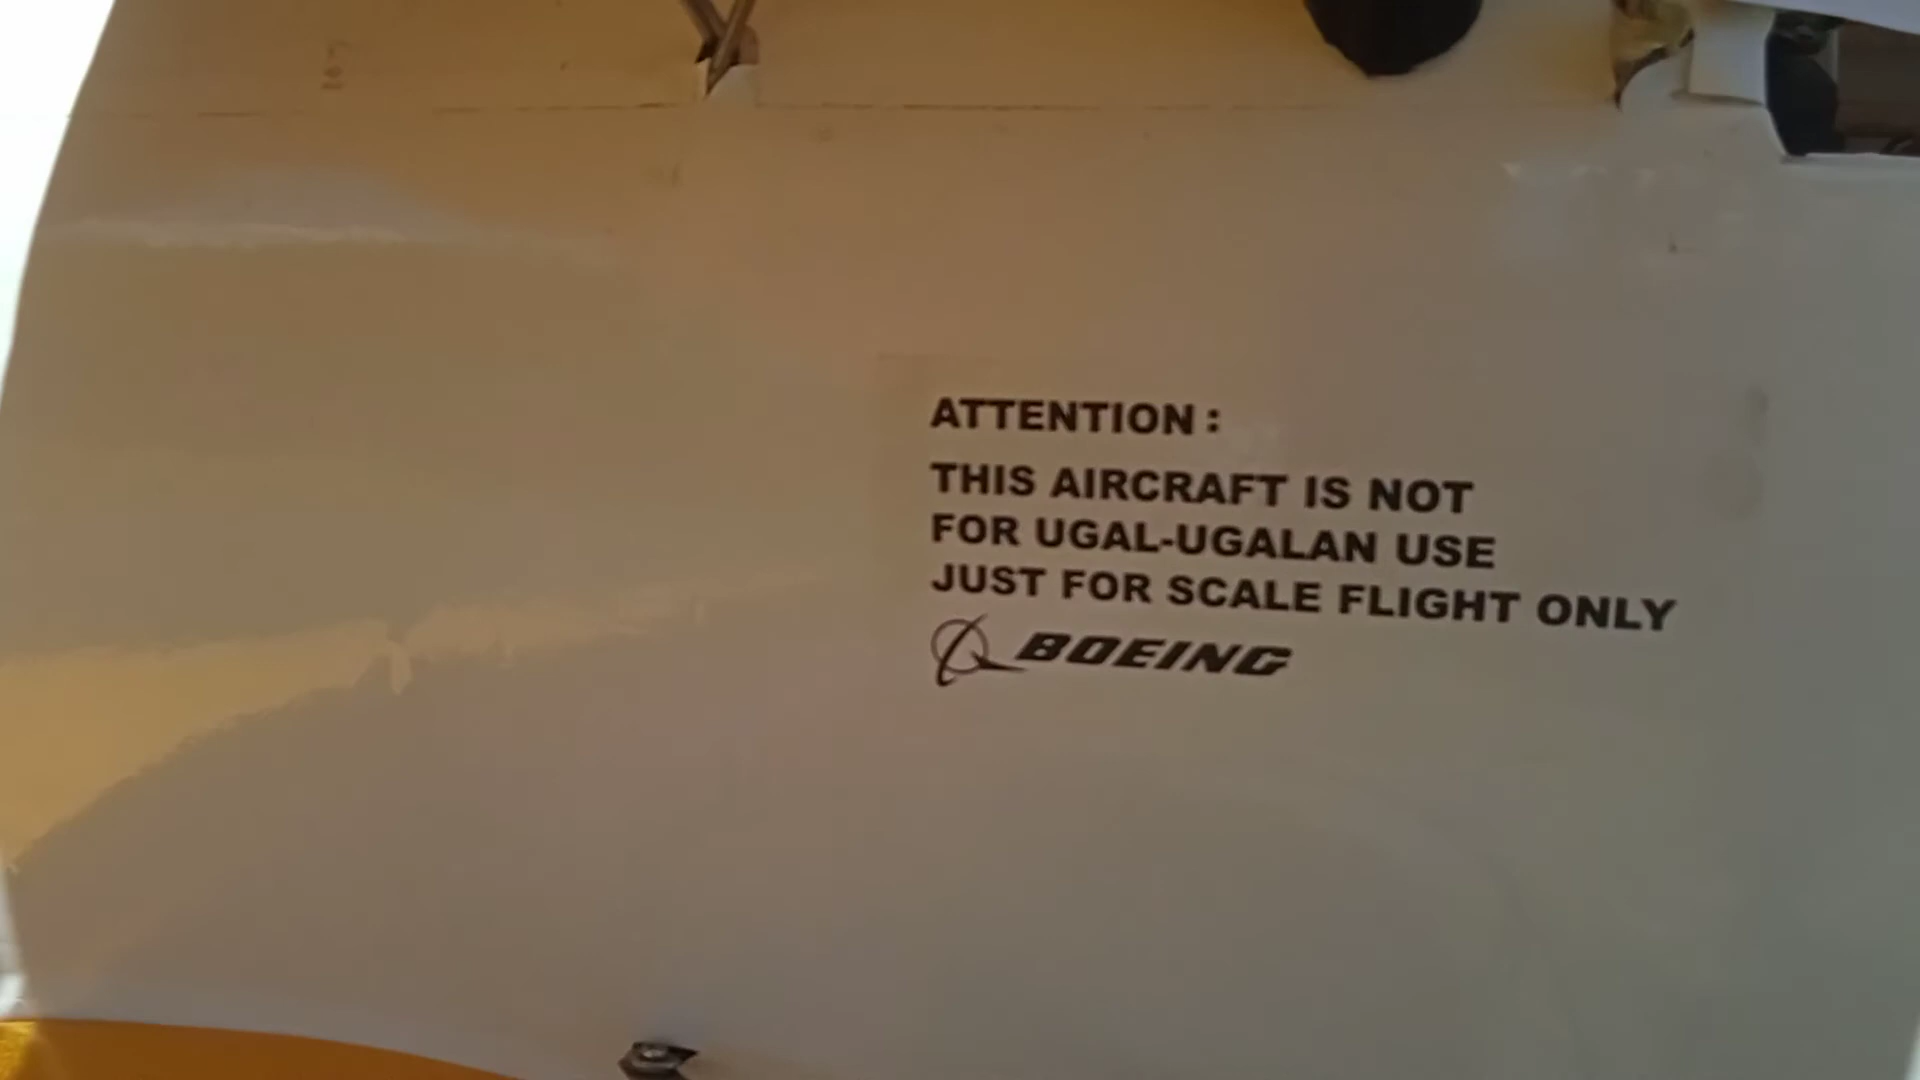 ATTENTION:
THIS AIRCRAFT IS NOT
FOR UGAL-UGALAN USE
JUST FOR SCALE FLIGHT ONLY
BOEING